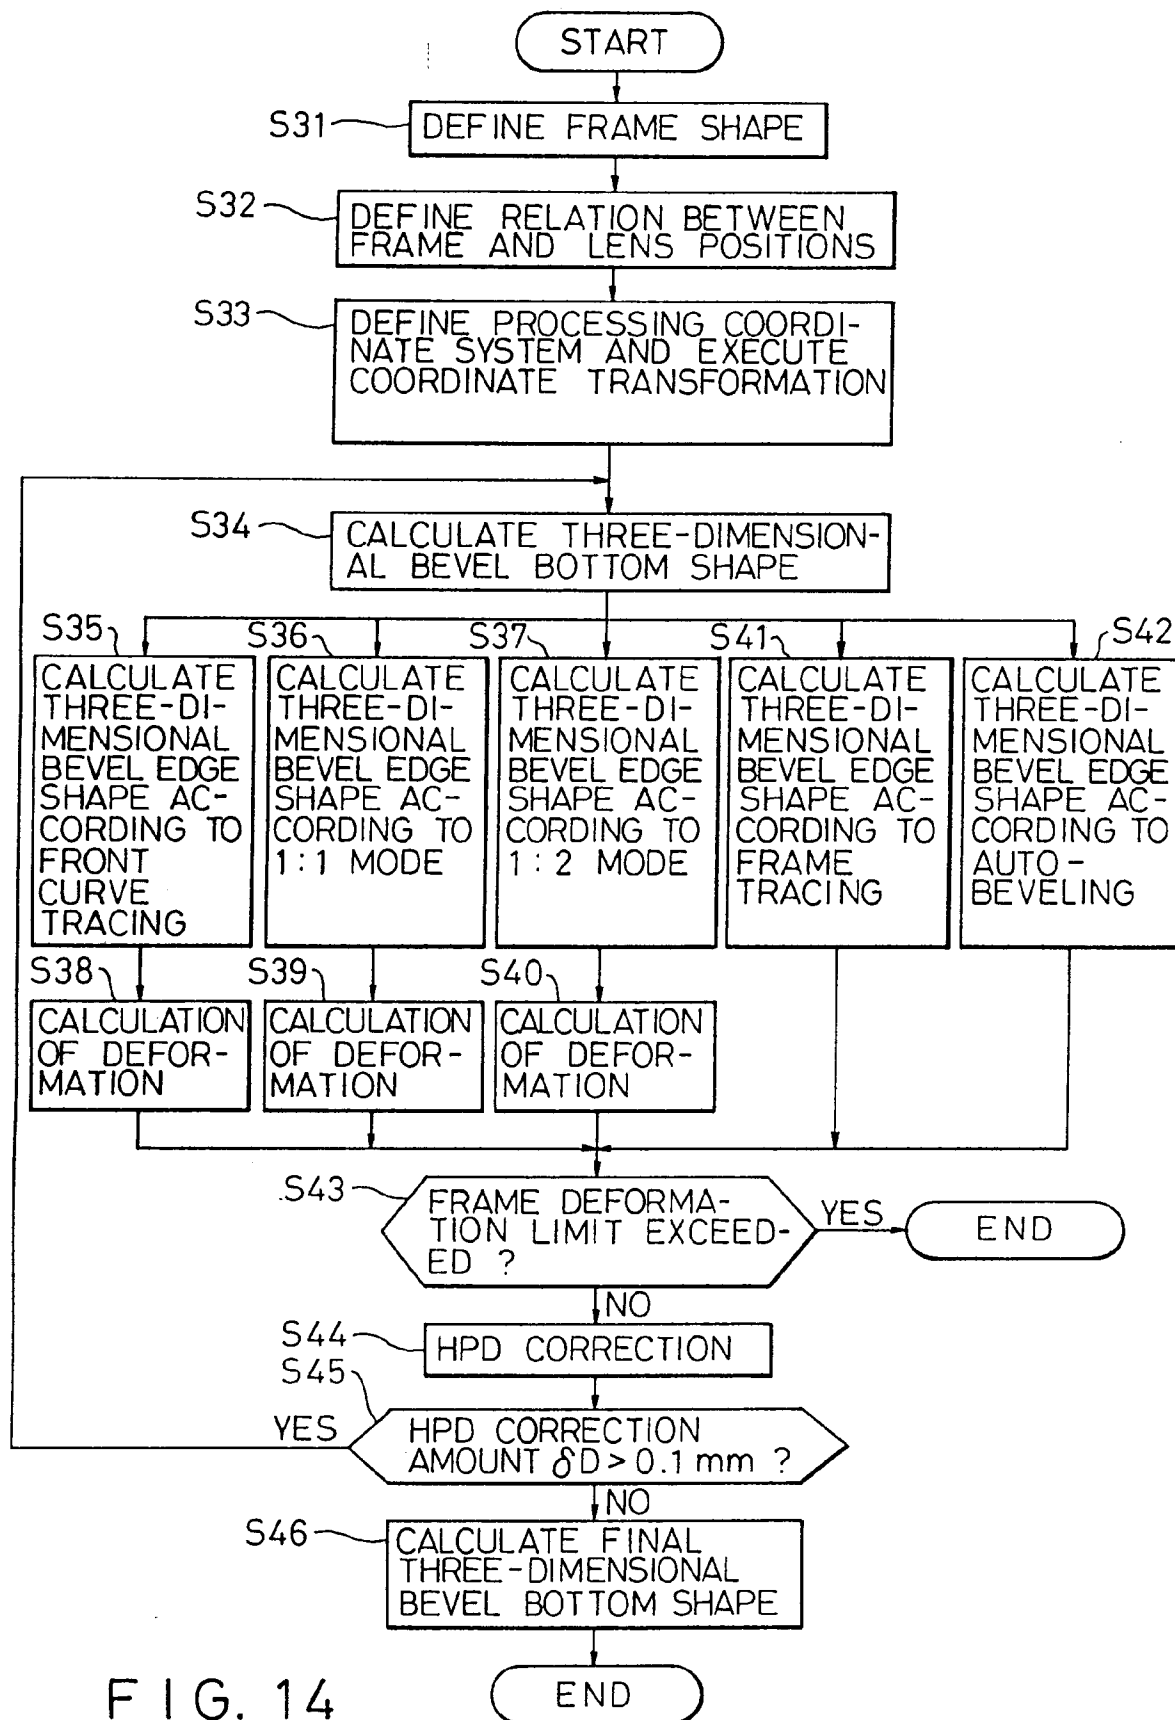 START
S31
DEFINE FRAME SHAPE
S32
DEFINE RELATION BETWEEN
FRAME AND LENS POSITIONS
S33
DEFINE PROCESSING COORDI-
NATE SYSTEM AND EXECUTE
COORDINATE TRANSFORMATION
S34
CALCULATE THREE-DIMENSION-
AL BEVEL BOTTOM SHAPE
S35
CALCULATE
THREE-DI-
MENSIONAL
BEVEL EDGE
SHAPE AC-
CORDING TO
FRONT
CURVE
TRACING
S36
CALCULATE
THREE-DI-
MENSIONAL
BEVEL EDGE
SHAPE AC-
CORDING TO
1:1 MODE
S37
CALCULATE
THREE-DI-
MENSIONAL
BEVEL EDGE
SHAPE AC-
CORDING TO
1:2 MODE
S41
CALCULATE
THREE-DI-
MENSIONAL
BEVEL EDGE
SHAPE AC-
CORDING TO
FRAME
TRACING
S42
CALCULATE
THREE-DI-
MENSIONAL
BEVEL EDGE
SHAPE AC-
CORDING TO
AUTO-
BEVELING
S38
CALCULATION
OF DEFOR-
MATION
S39
CALCULATION
OF DEFOR-
MATION
S40
CALCULATION
OF DEFOR-
MATION
S43
FRAME DEFORMA-
TION LIMIT EXCEED-
ED ?
YES
END
NO
S44
HPD CORRECTION
S45
YES
HPD CORRECTION
AMOUNT δD > 0.1 mm ?
NO
S46
CALCULATE FINAL
THREE-DIMENSIONAL
BEVEL BOTTOM SHAPE
END
FIG. 14